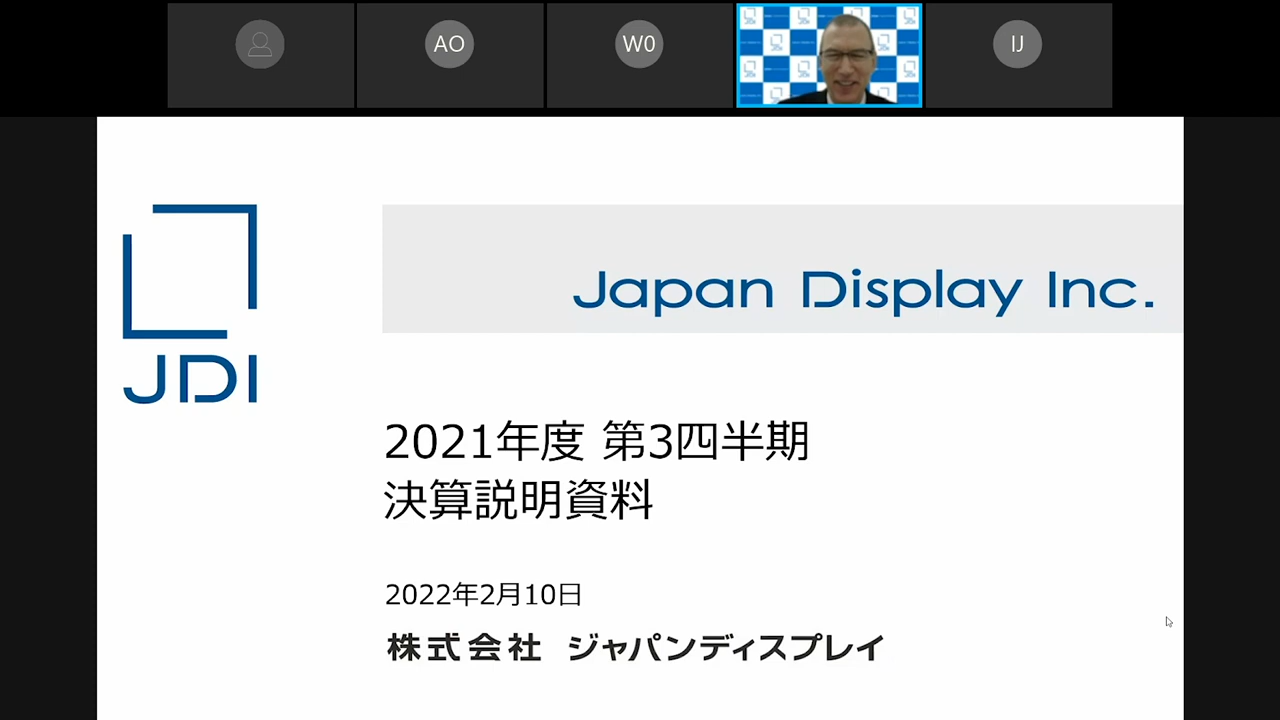 AO
W0
IJ
JDI
Japan Display Inc.
2021年度 第3四半期
決算説明資料
2022年2月10日
株式会社 ジャパンディスプレイ